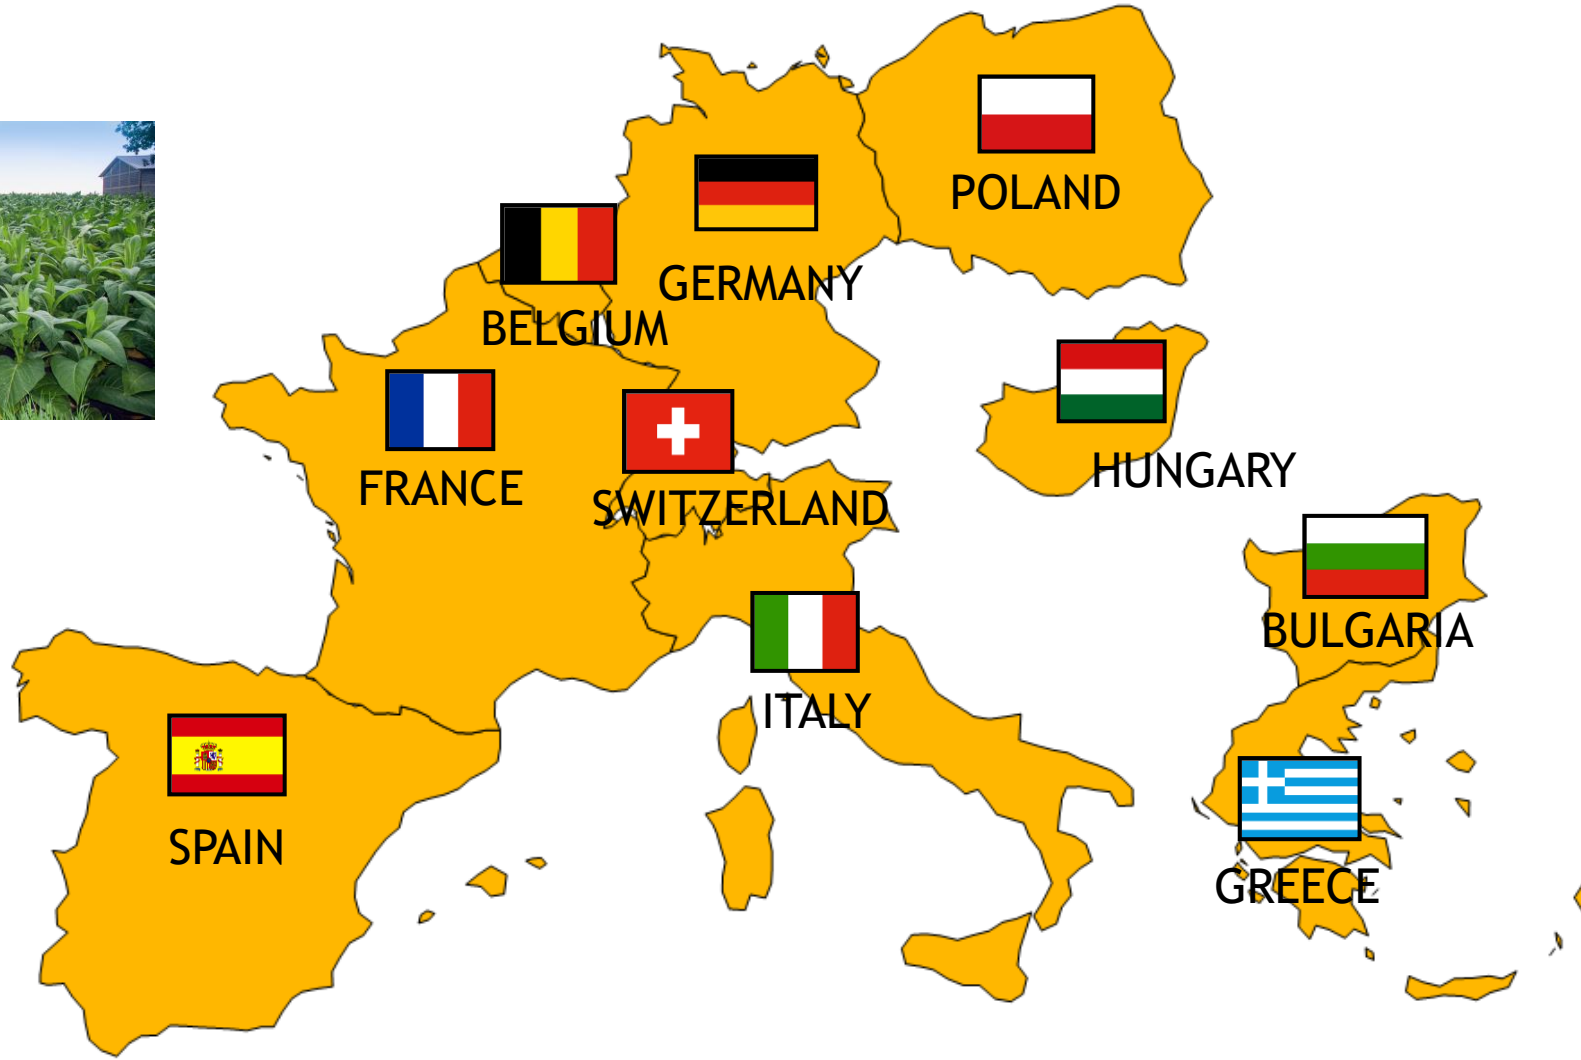 POLAND
GERMANY
BELGIUM
FRANCE
SWITZERLAND
HUNGARY
BULGARIA
ITALY
SPAIN
GREECE